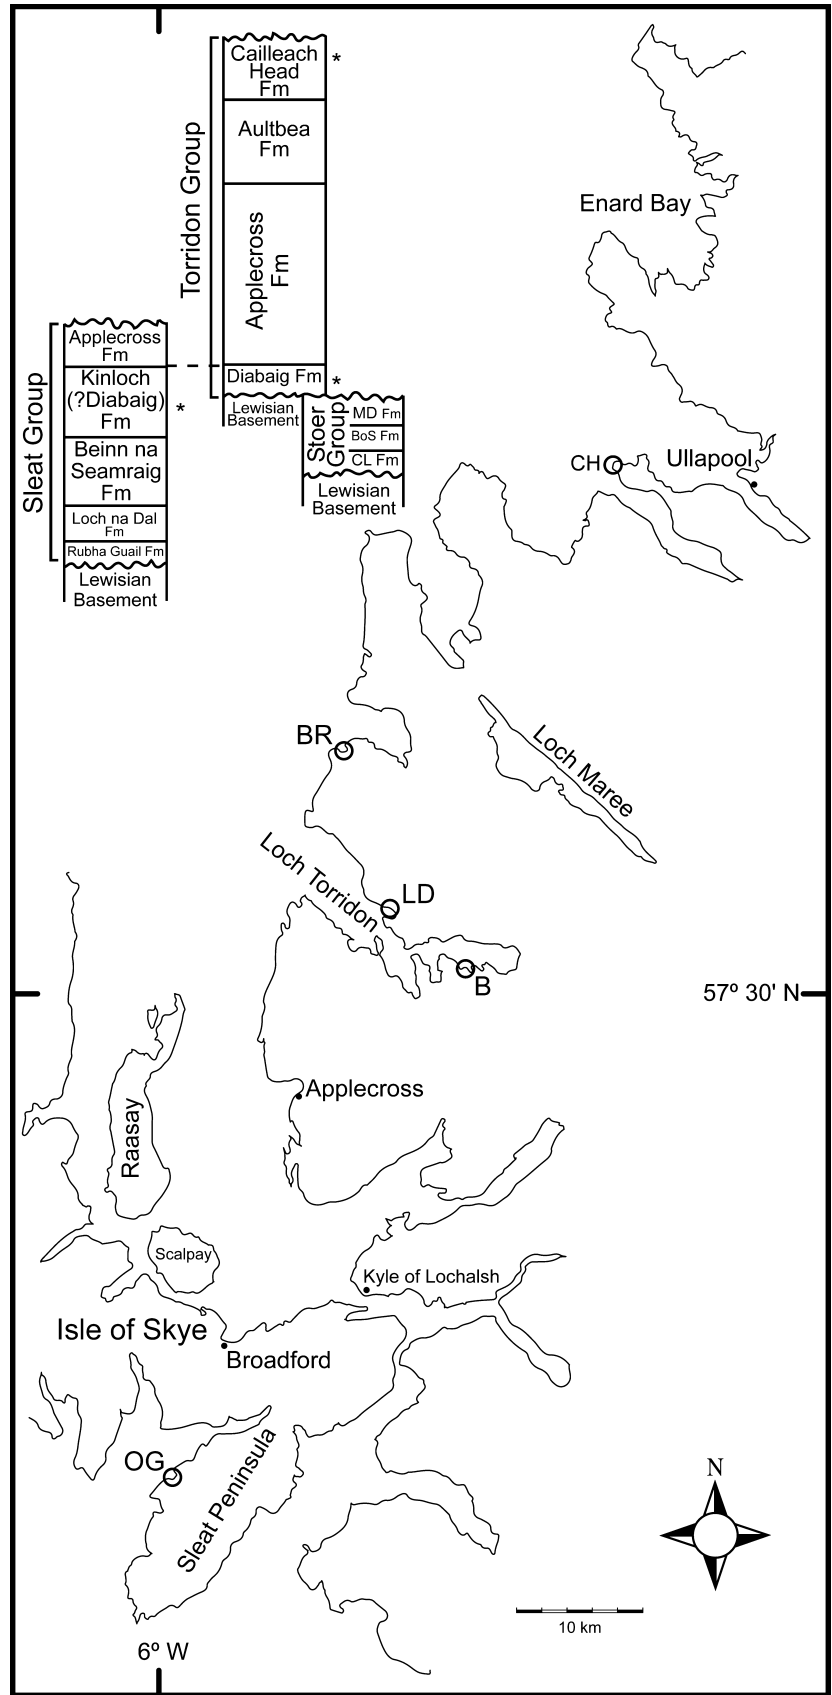 Torridon Group
Cailleach
Head
Fm
*
Aultbea
Fm
Applecross
Fm
Diabaig Fm
*
Lewisian
Basement
Stoer
Group
MD Fm
BoS Fm
CL Fm
Lewisian
Basement
Sleat Group
Applecross
Fm
Kinloch
(?Diabaig)
Fm
*
Beinn na
Seamraig
Fm
Loch na Dal
Fm
Rubha Guail Fm
Lewisian
Basement
Enard Bay
CH
Ullapool
BR
Loch Maree
Loch Torridon
LD
B
57º 30' N
Applecross
Raasay
Scalpay
Kyle of Lochalsh
Isle of Skye
Broadford
OG
Sleat Peninsula
N
10 km
6º W